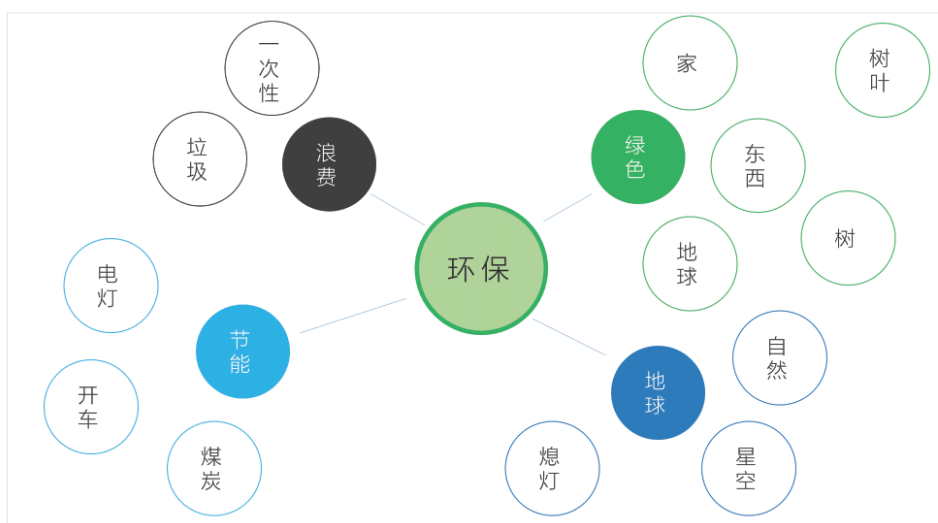 一次性
垃圾
浪费
家
树叶
绿色
东西
树
地球
环保
电灯
节能
开车
煤炭
自然
地球
熄灯
星空